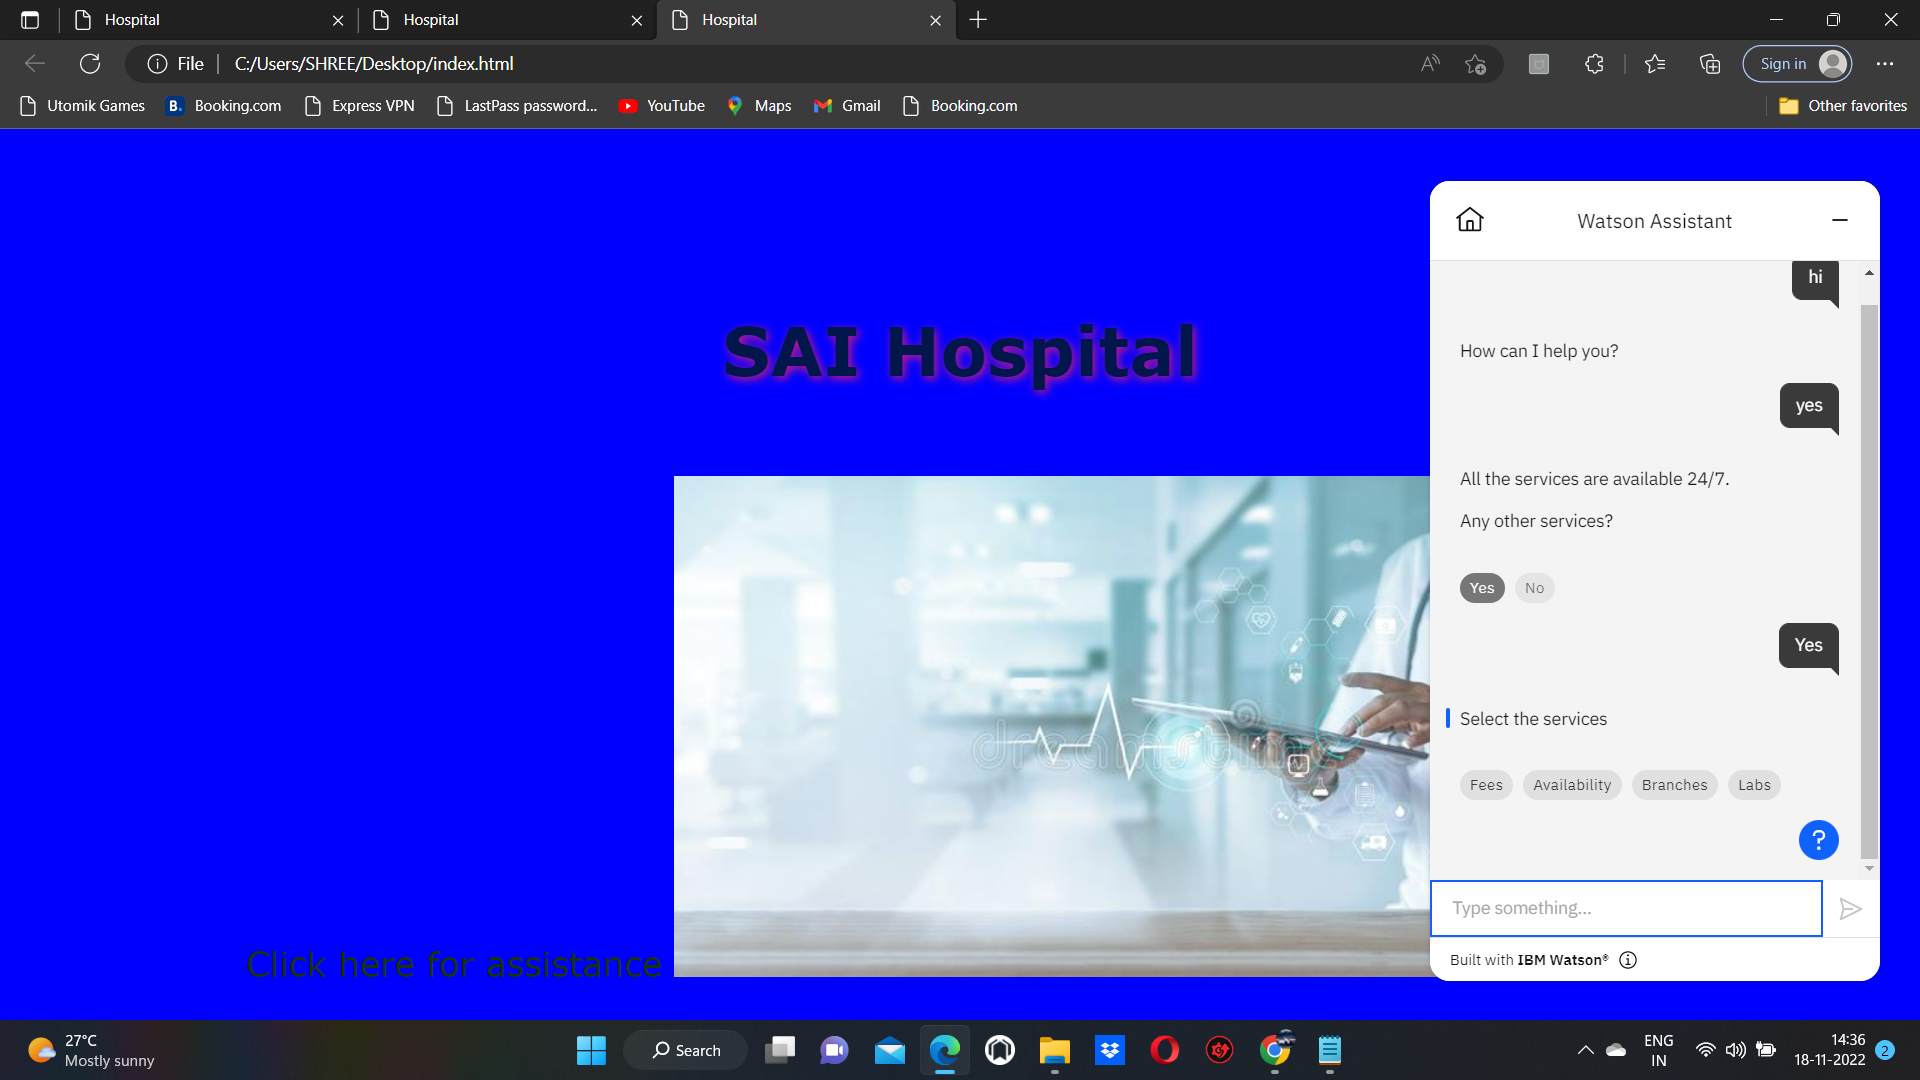 Hospital
Hospital
Hospital
File
C:/Users/SHREE/Desktop/index.html
Sign in
Utomik Games
Booking.com
Express VPN
LastPass password...
YouTube
Maps
Gmail
Booking.com
Other favorites
SAI Hospital
dreamstime
Click here for assistance
Watson Assistant
hi
How can I help you?
yes
All the services are available 24/7.
Any other services?
Yes No
Yes
Select the services
Fees Availability Branches Labs
?
Type something...
Built with IBM Watson®
27°C
Mostly sunny
Search
ENG
IN
14:36
18-11-2022
2